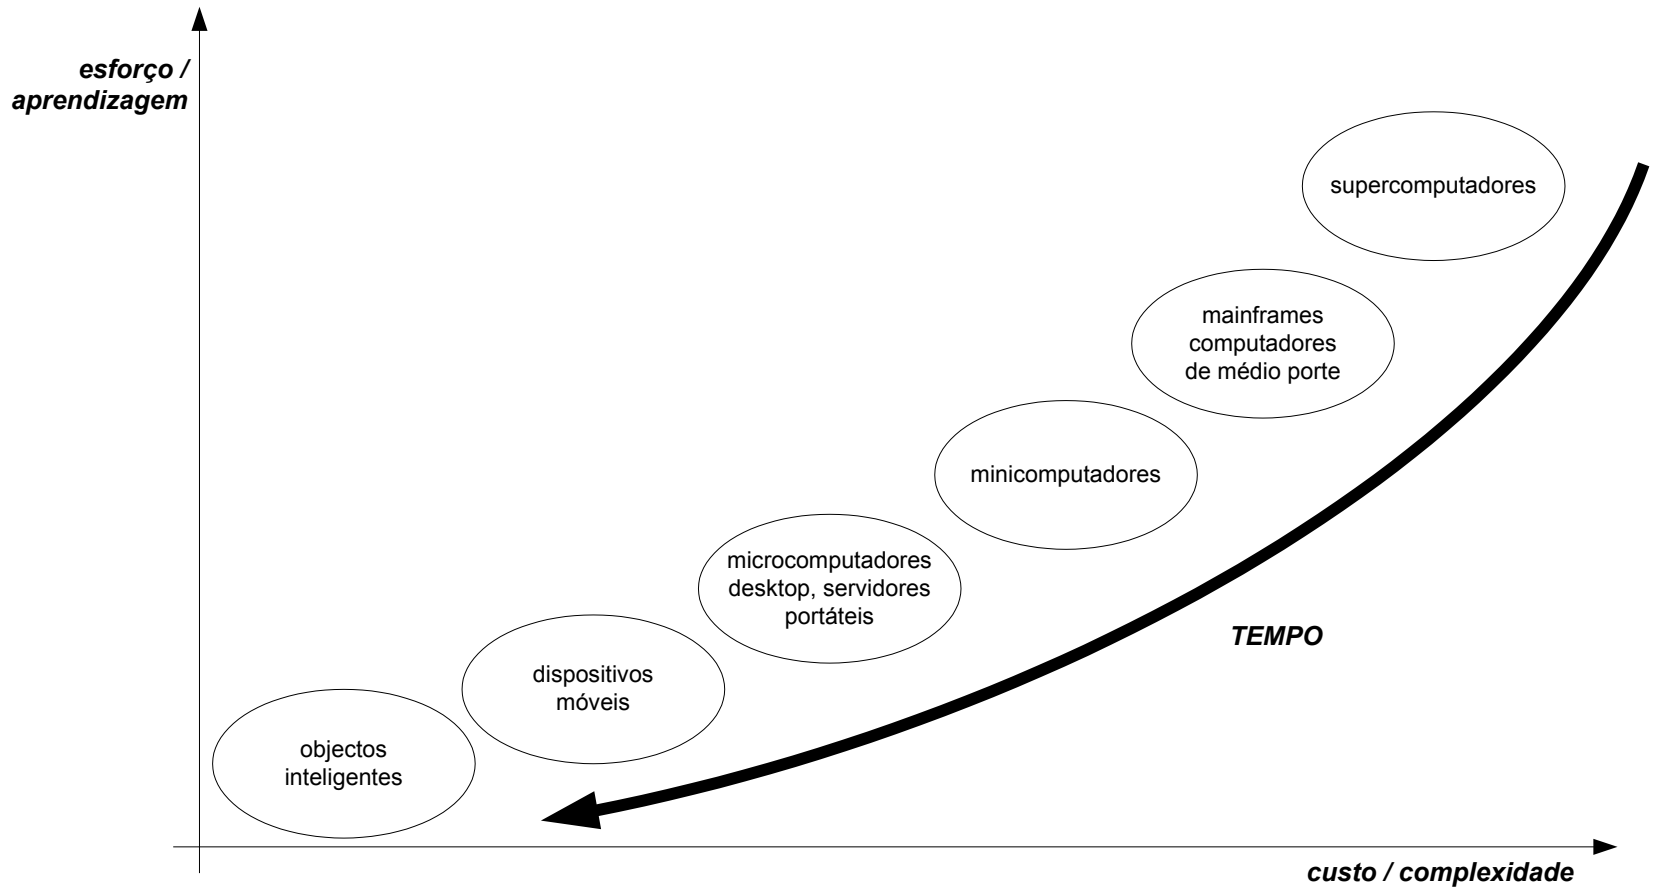 esforço /
aprendizagem
supercomputadores
mainframes
computadores
de médio porte
minicomputadores
microcomputadores
desktop, servidores
portáteis
TEMPO
dispositivos
móveis
objectos
inteligentes
custo / complexidade